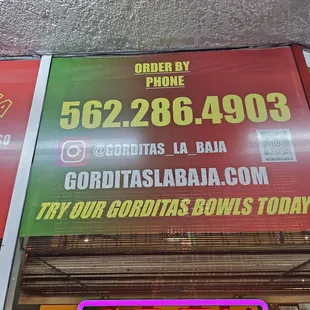 ORDER BY
PHONE
562.286.4903
@GORDITAS_LA_BAJA
GORDITASLABAJA.COM
TRY OUR GORDITAS BOWLS TODAY